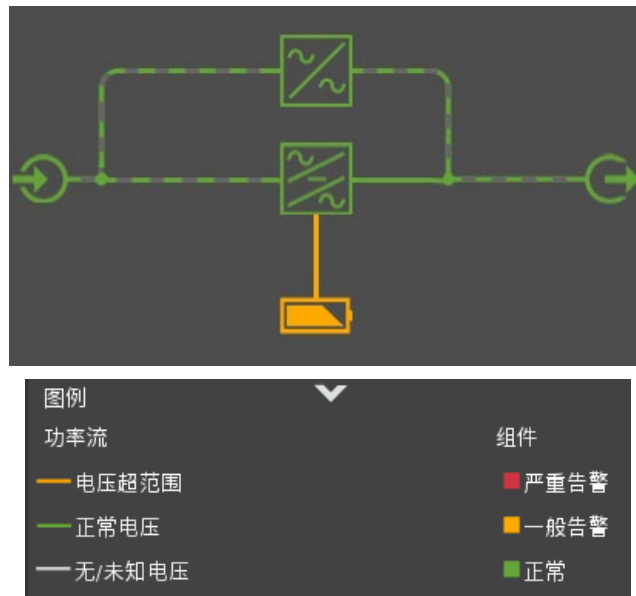 图例
功率流 组件
电压超范围 严重告警
正常电压 一般告警
无/未知电压 正常